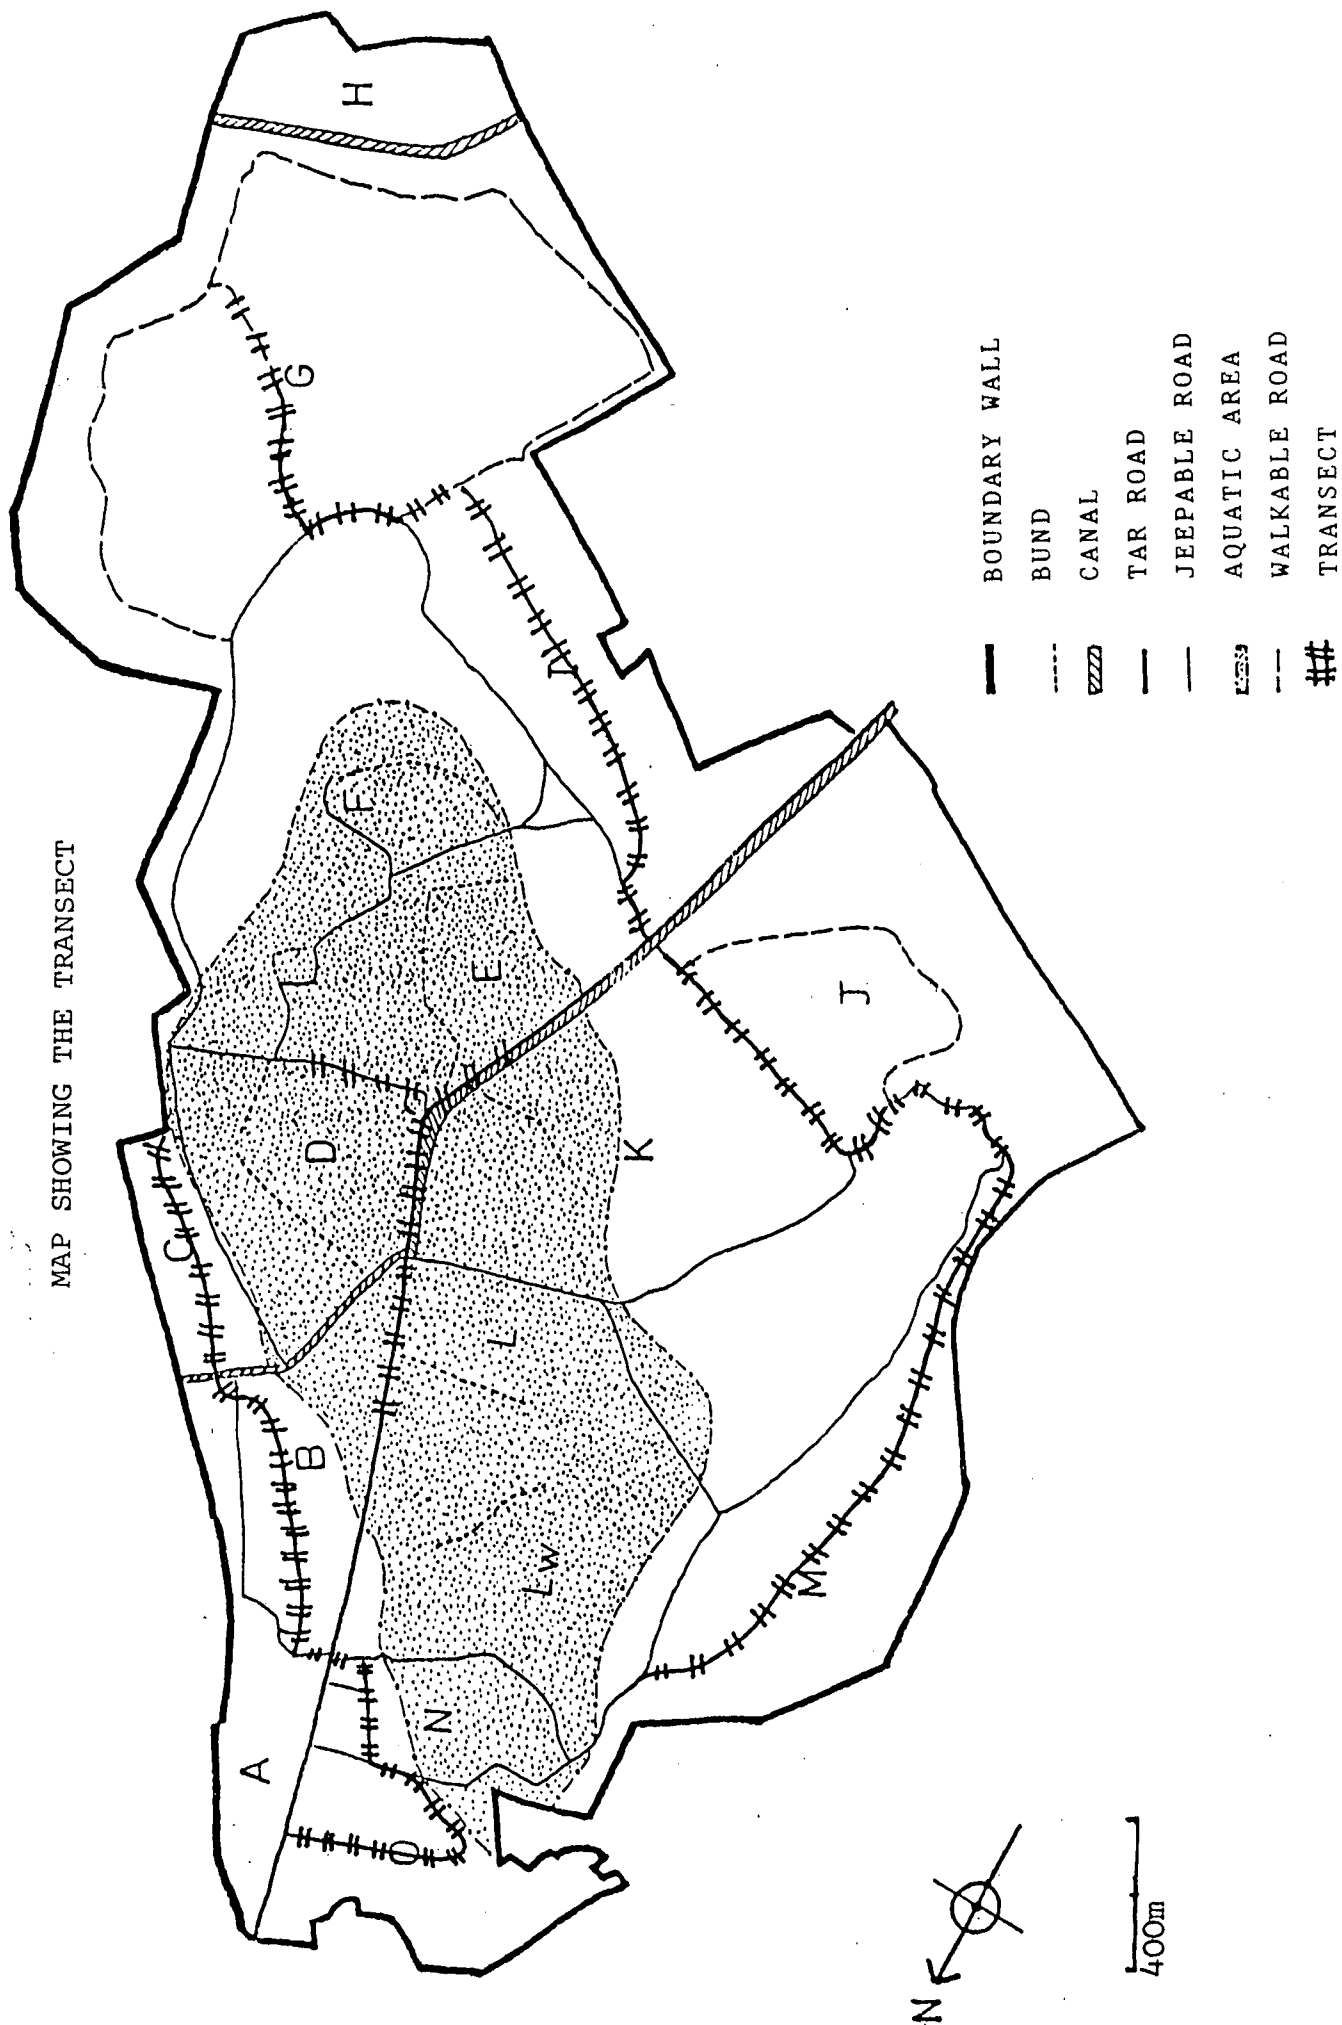 MAP SHOWING THE TRANSECT
A
B
C
D
E
F
G
H
A
J
K
L
Lw
M
N
O
BOUNDARY WALL
BUND
CANAL
TAR ROAD
JEEPABLE ROAD
AQUATIC AREA
WALKABLE ROAD
TRANSECT
N
400m